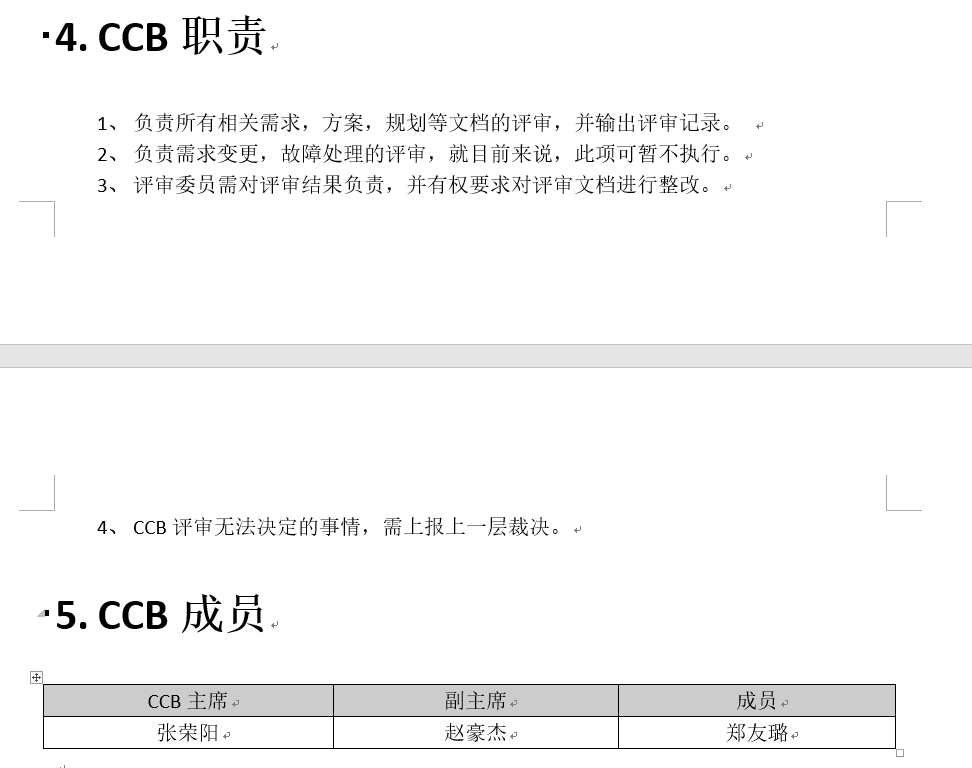 4. CCB 职责
1、 负责所有相关需求，方案，规划等文档的评审，并输出评审记录。
2、 负责需求变更，故障处理的评审，就目前来说，此项可暂不执行。
3、 评审委员需对评审结果负责，并有权要求对评审文档进行整改。
4、 CCB 评审无法决定的事情，需上报上一层裁决。
5. CCB 成员
CCB 主席 副主席 成员
张荣阳 赵豪杰 郑友璐